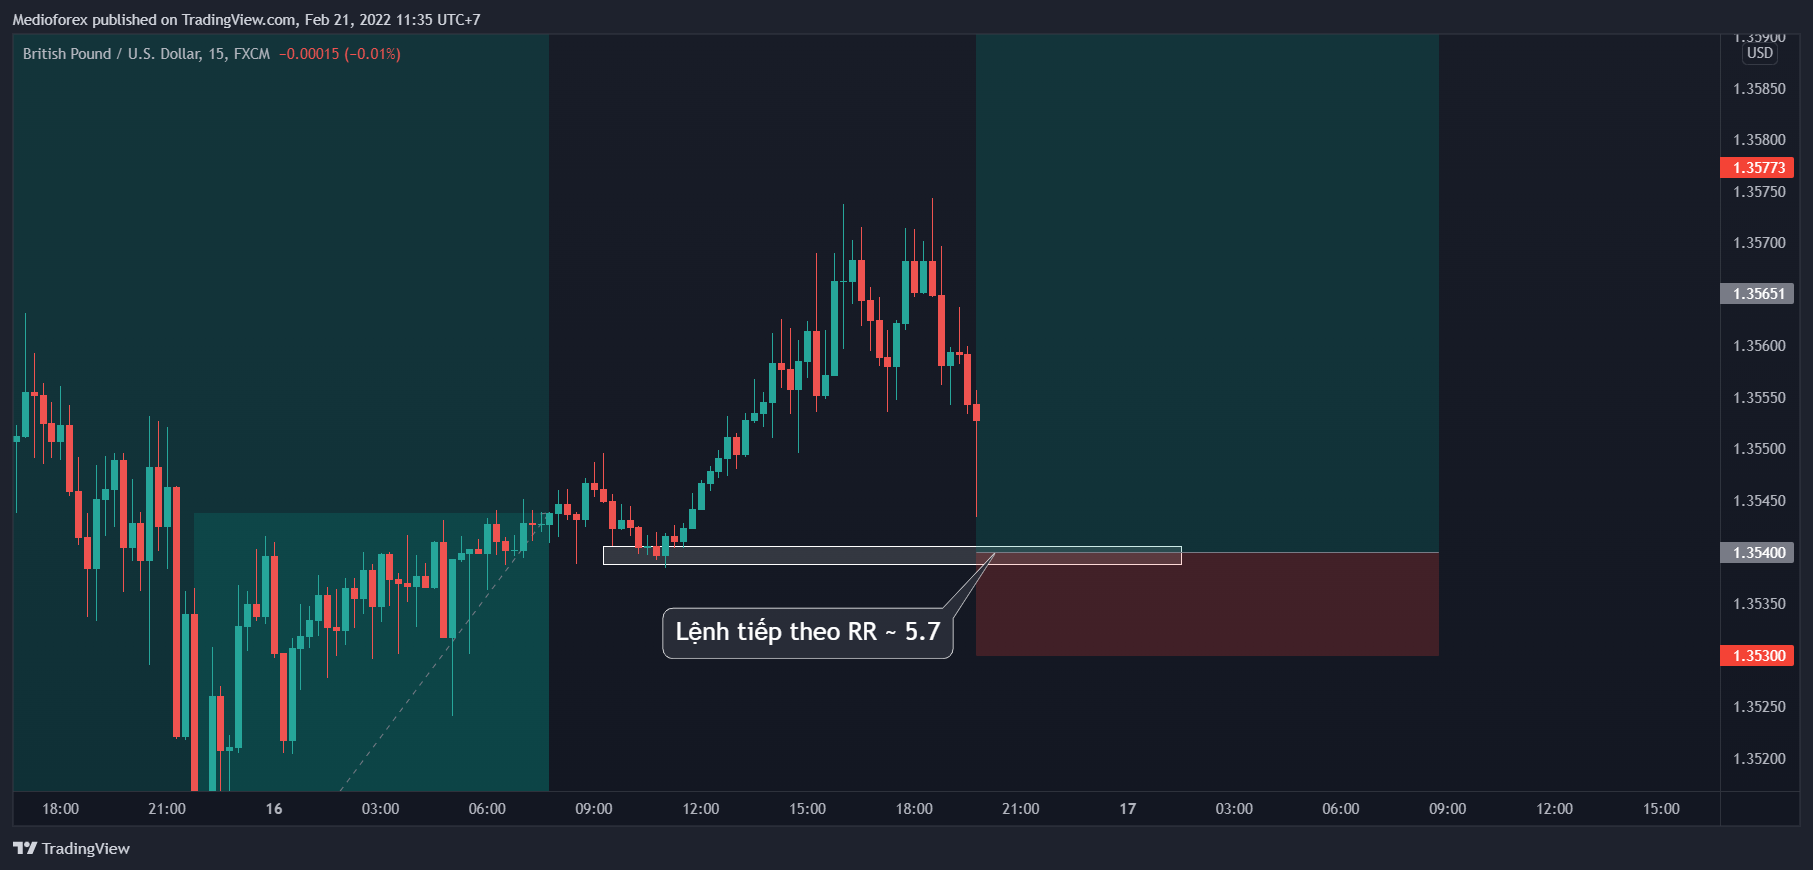 Medioforex published on TradingView.com, Feb 21, 2022 11:35 UTC+7
British Pound / U.S. Dollar, 15, FXCM −0.00015 (−0.01%)
1.35900
USD
1.35850
1.35800
1.35773
1.35750
1.35700
1.35651
1.35600
1.35550
1.35500
1.35450
1.35400
1.35350
1.35300
1.35250
1.35200
Lệnh tiếp theo RR ~ 5.7
18:00 21:00 16 03:00 06:00 09:00 12:00 15:00 18:00 21:00 17 03:00 06:00 09:00 12:00 15:00
TradingView